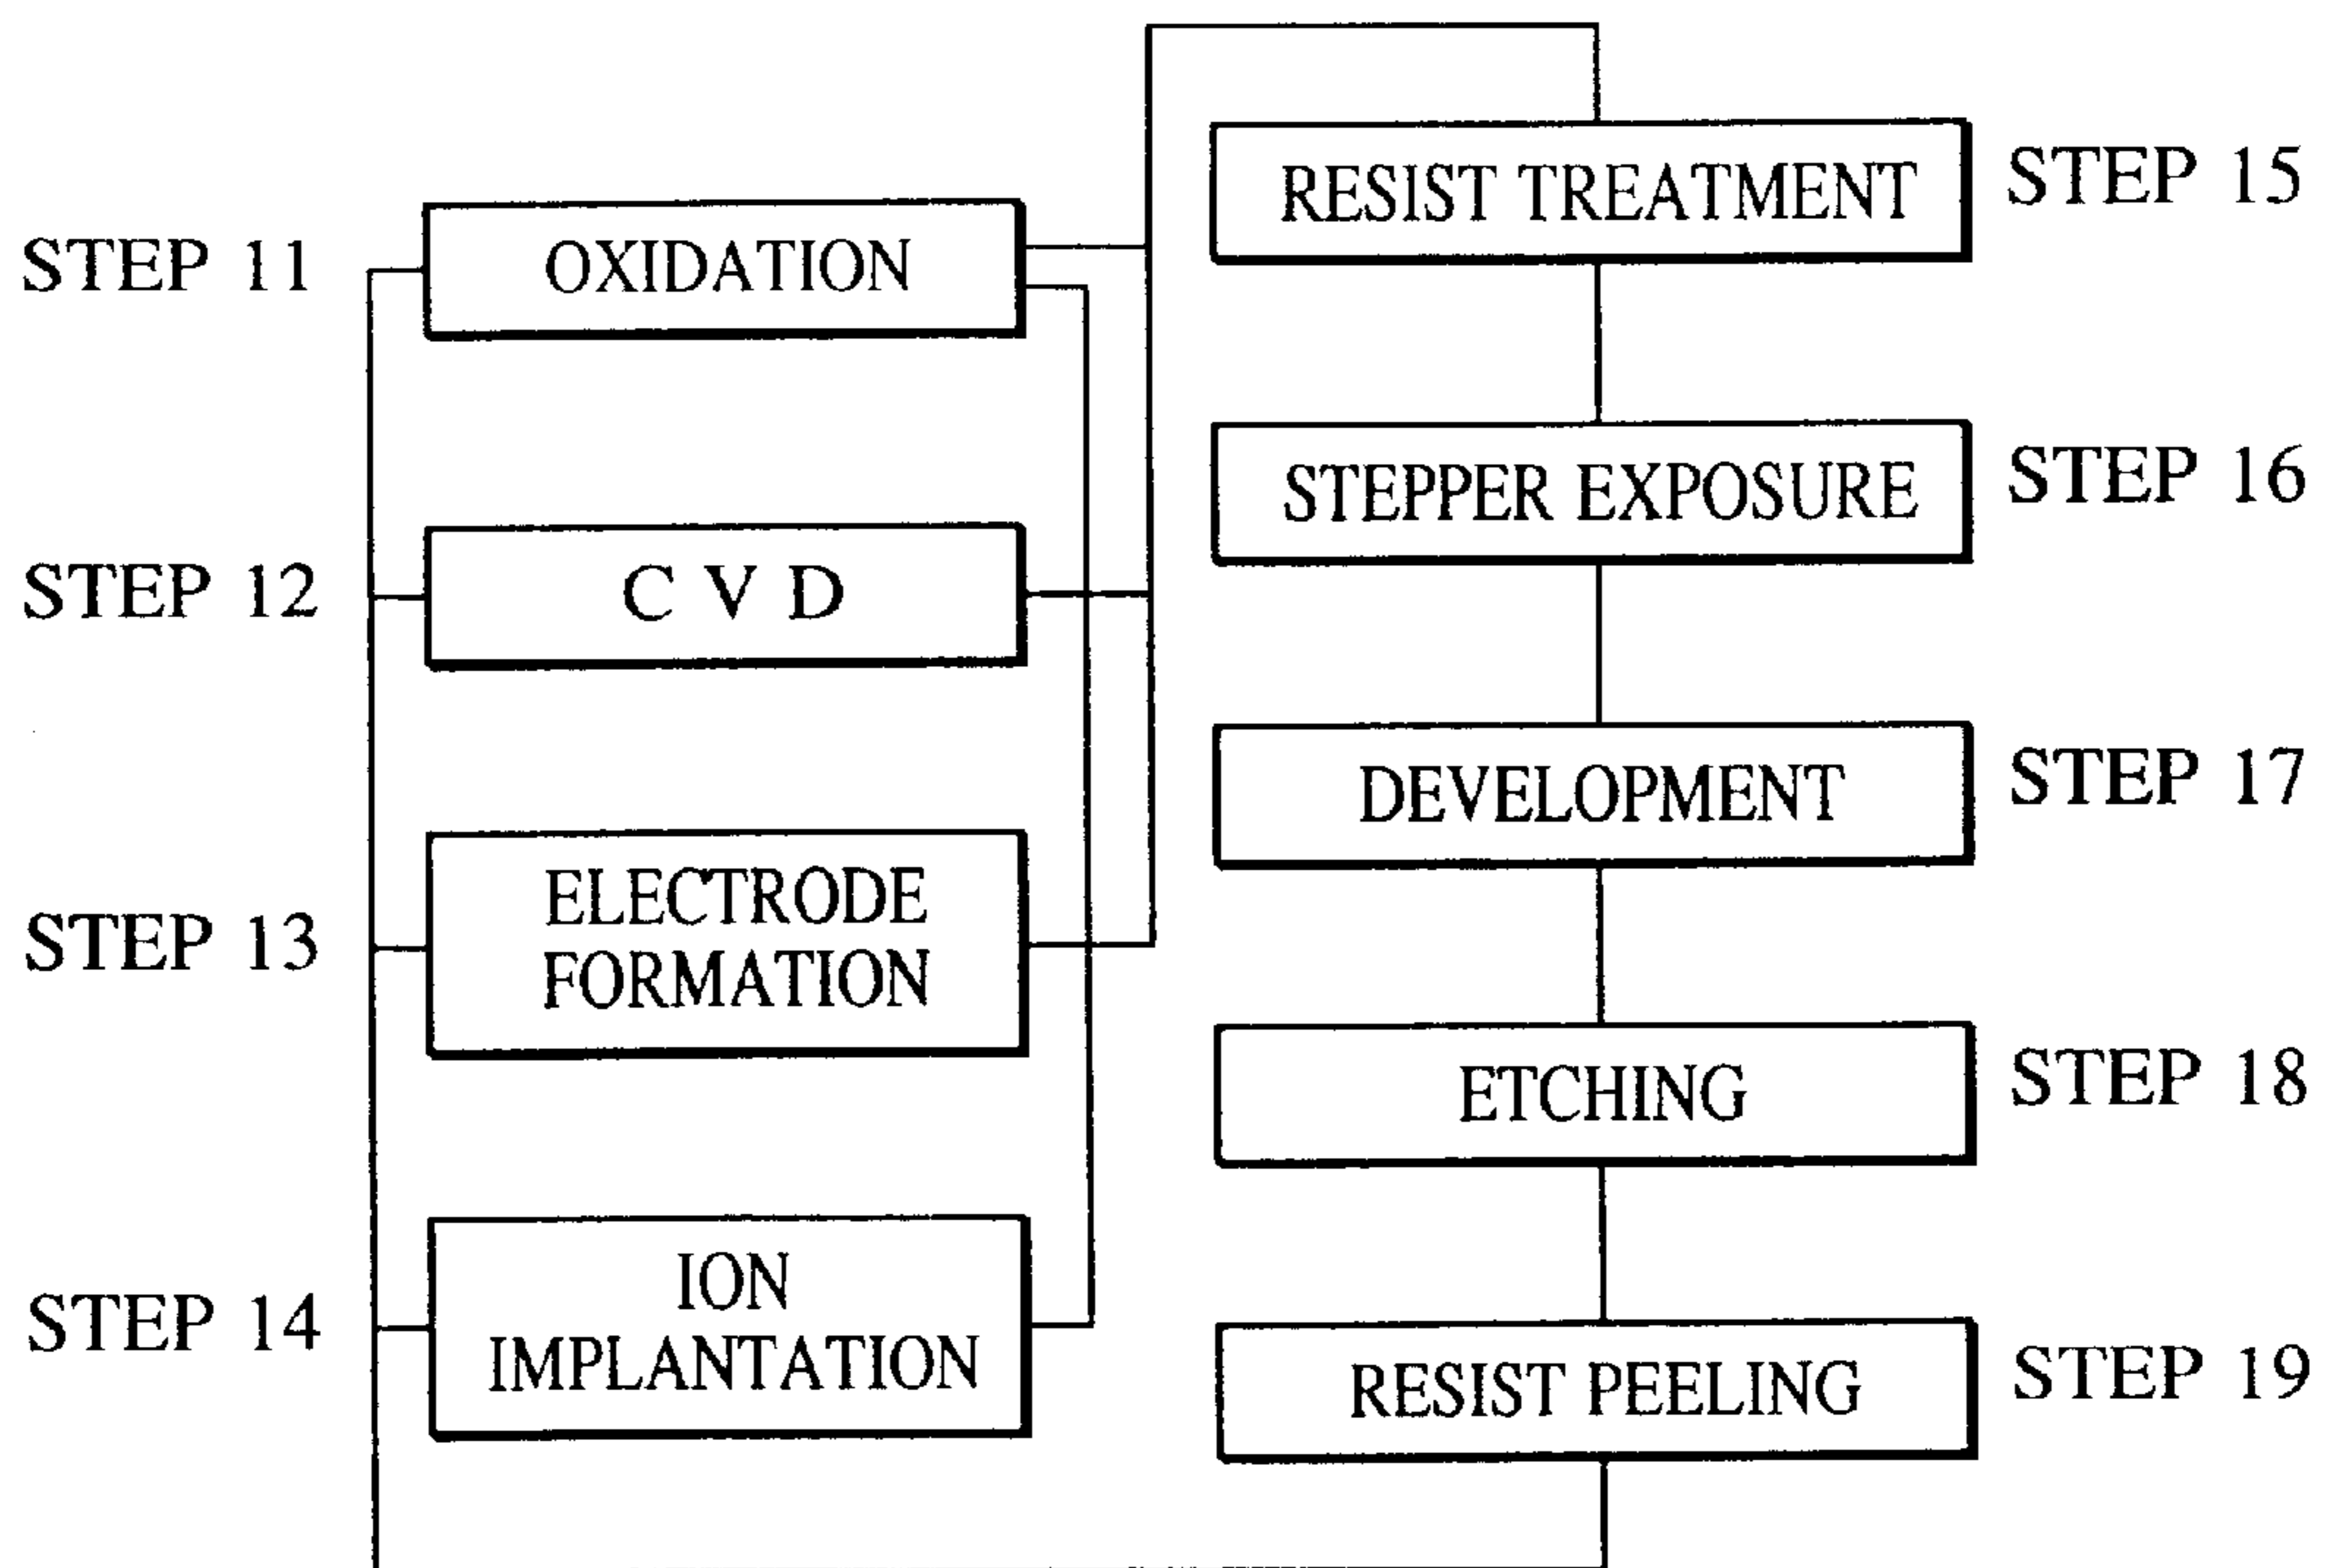 STEP 11
OXIDATION
STEP 12
C V D
STEP 13
ELECTRODE
FORMATION
STEP 14
ION
IMPLANTATION
RESIST TREATMENT
STEP 15
STEPPER EXPOSURE
STEP 16
DEVELOPMENT
STEP 17
ETCHING
STEP 18
RESIST PEELING
STEP 19